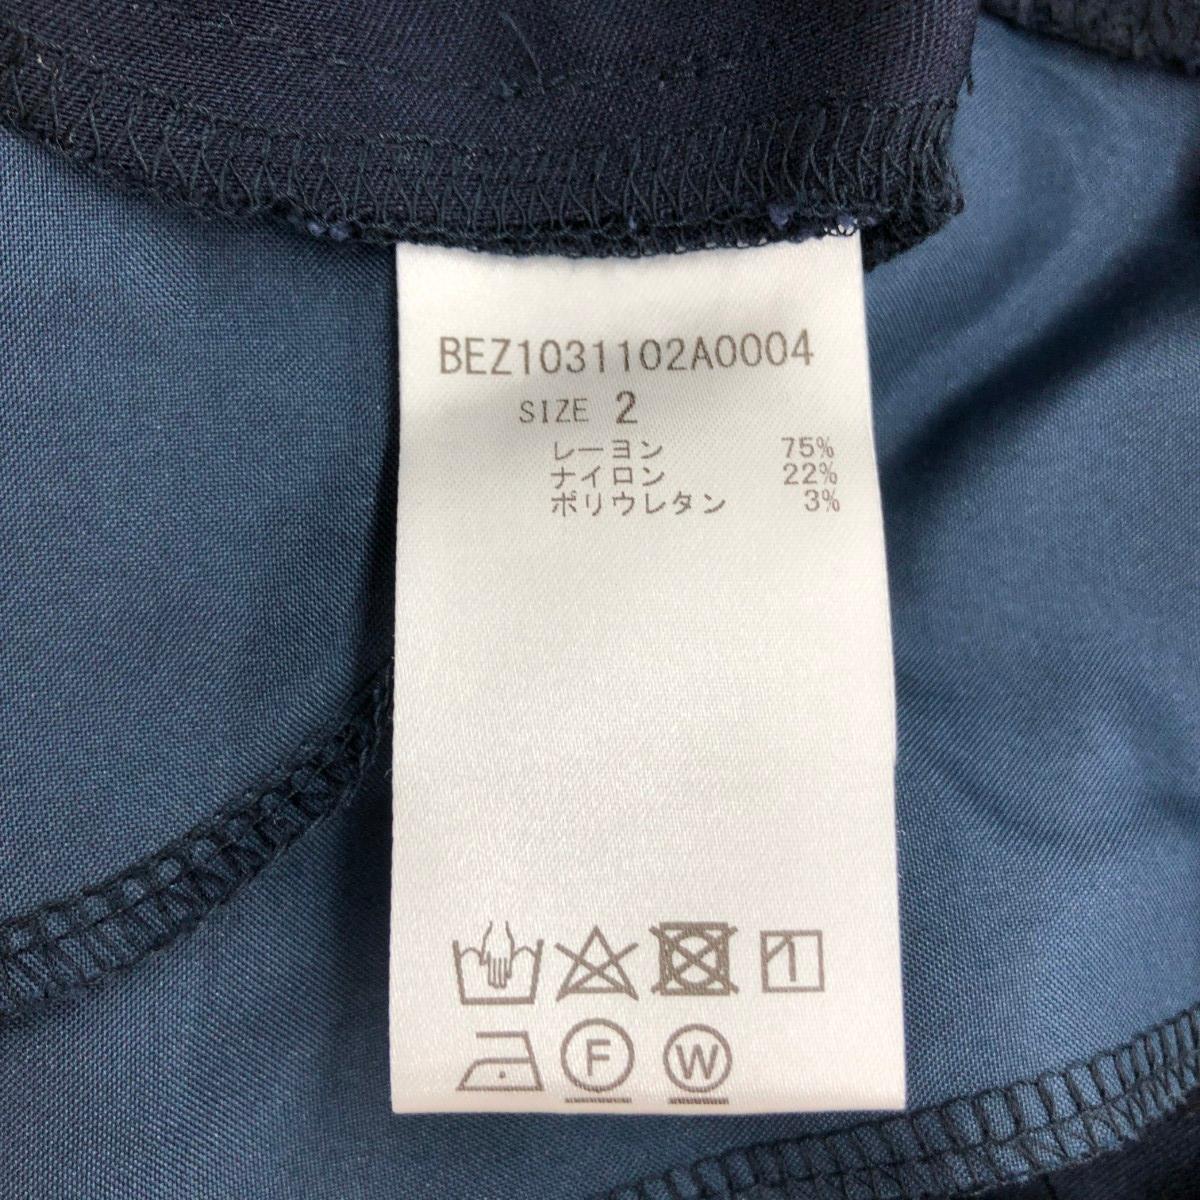 BEZ1031102A0004
SIZE 2
レーヨン 75%
ナイロン 22%
ポリウレタン 3%
F W